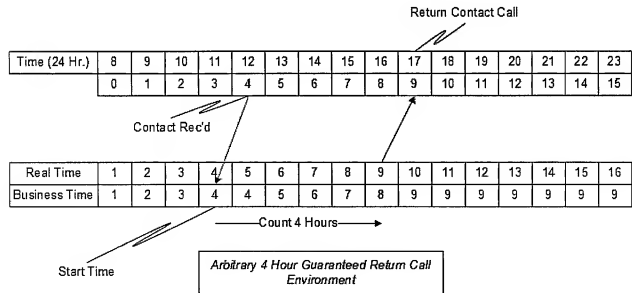 Return Contact Call
Time (24 Hr.) 8 9 10 11 12 13 14 15 16 17 18 19 20 21 22 23
0 1 2 3 4 5 6 7 8 9 10 11 12 13 14 15
Contact Rec'd
Real Time 1 2 3 4 5 6 7 8 9 10 11 12 13 14 15 16
Business Time 1 2 3 4 4 5 6 7 8 9 9 9 9 9 9 9
Count 4 Hours
Start Time
Arbitrary 4 Hour Guaranteed Return Call
Environment